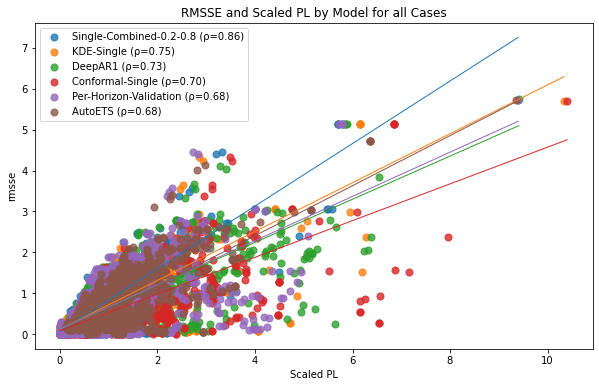 RMSSE and Scaled PL by Model for all Cases
Single-Combined-0.2-0.8 (ρ=0.86)
KDE-Single (ρ=0.75)
DeepAR1 (ρ=0.73)
Conformal-Single (ρ=0.70)
Per-Horizon-Validation (ρ=0.68)
AutoETS (ρ=0.68)
7
6
5
4
3
2
1
0
rmsse
0 2 4 6 8 10
Scaled PL